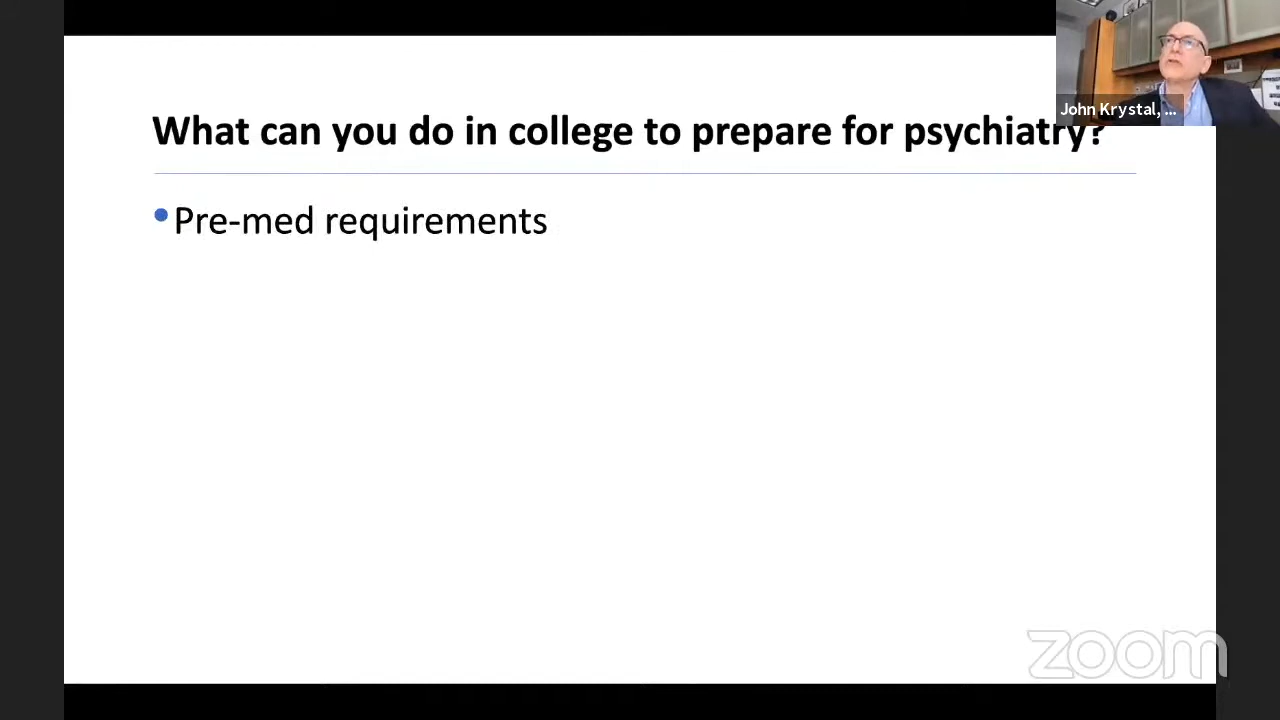 What can you do in college to prepare for psychiatry?
John Krystal, ...
•Pre-med requirements
zoom